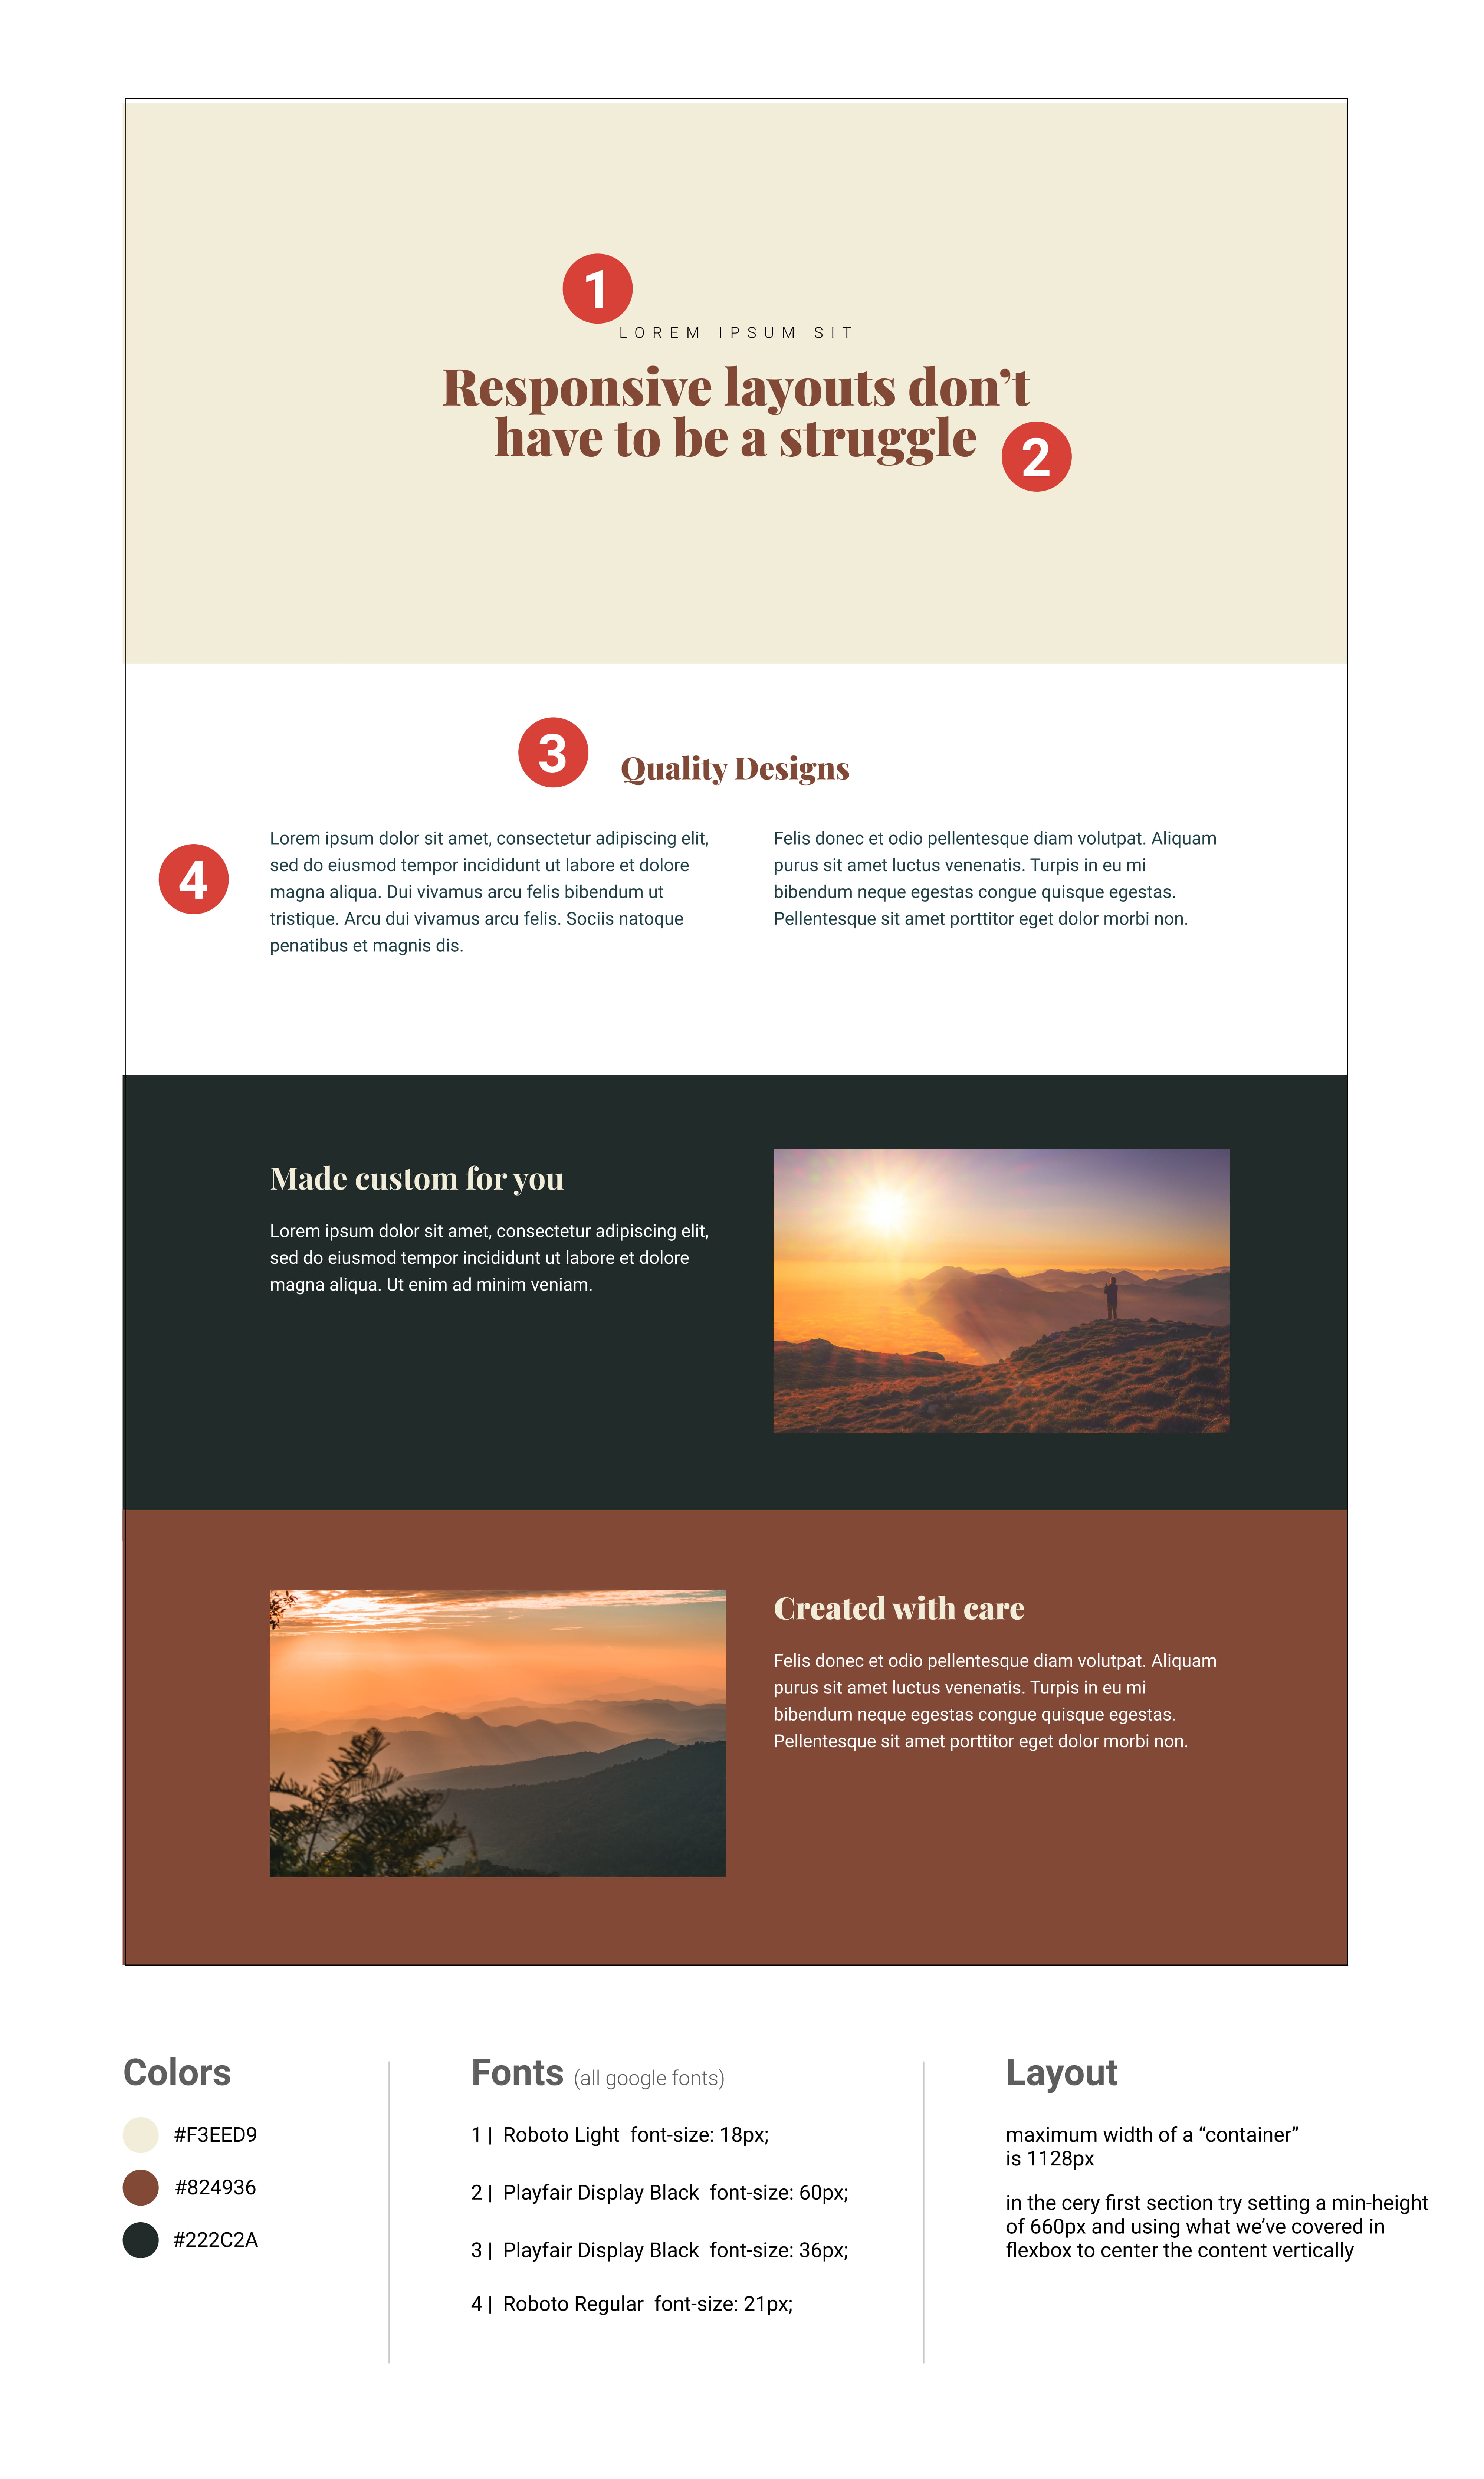 1
LOREM IPSUM SIT
Responsive layouts don’t
have to be a struggle
2
3
Quality Designs
4
Lorem ipsum dolor sit amet, consectetur adipiscing elit,
sed do eiusmod tempor incididunt ut labore et dolore
magna aliqua. Dui vivamus arcu felis bibendum ut
tristique. Arcu dui vivamus arcu felis. Sociis natoque
penatibus et magnis dis.
Felis donec et odio pellentesque diam volutpat. Aliquam
purus sit amet luctus venenatis. Turpis in eu mi
bibendum neque egestas congue quisque egestas.
Pellentesque sit amet porttitor eget dolor morbi non.
Made custom for you
Lorem ipsum dolor sit amet, consectetur adipiscing elit,
sed do eiusmod tempor incididunt ut labore et dolore
magna aliqua. Ut enim ad minim veniam.
Created with care
Felis donec et odio pellentesque diam volutpat. Aliquam
purus sit amet luctus venenatis. Turpis in eu mi
bibendum neque egestas congue quisque egestas.
Pellentesque sit amet porttitor eget dolor morbi non.
Colors
#F3EED9
#824936
#222C2A
Fonts (all google fonts)
1 | Roboto Light font-size: 18px;
2 | Playfair Display Black font-size: 60px;
3 | Playfair Display Black font-size: 36px;
4 | Roboto Regular font-size: 21px;
Layout
maximum width of a “container”
is 1128px
in the cery first section try setting a min-height
of 660px and using what we’ve covered in
flexbox to center the content vertically